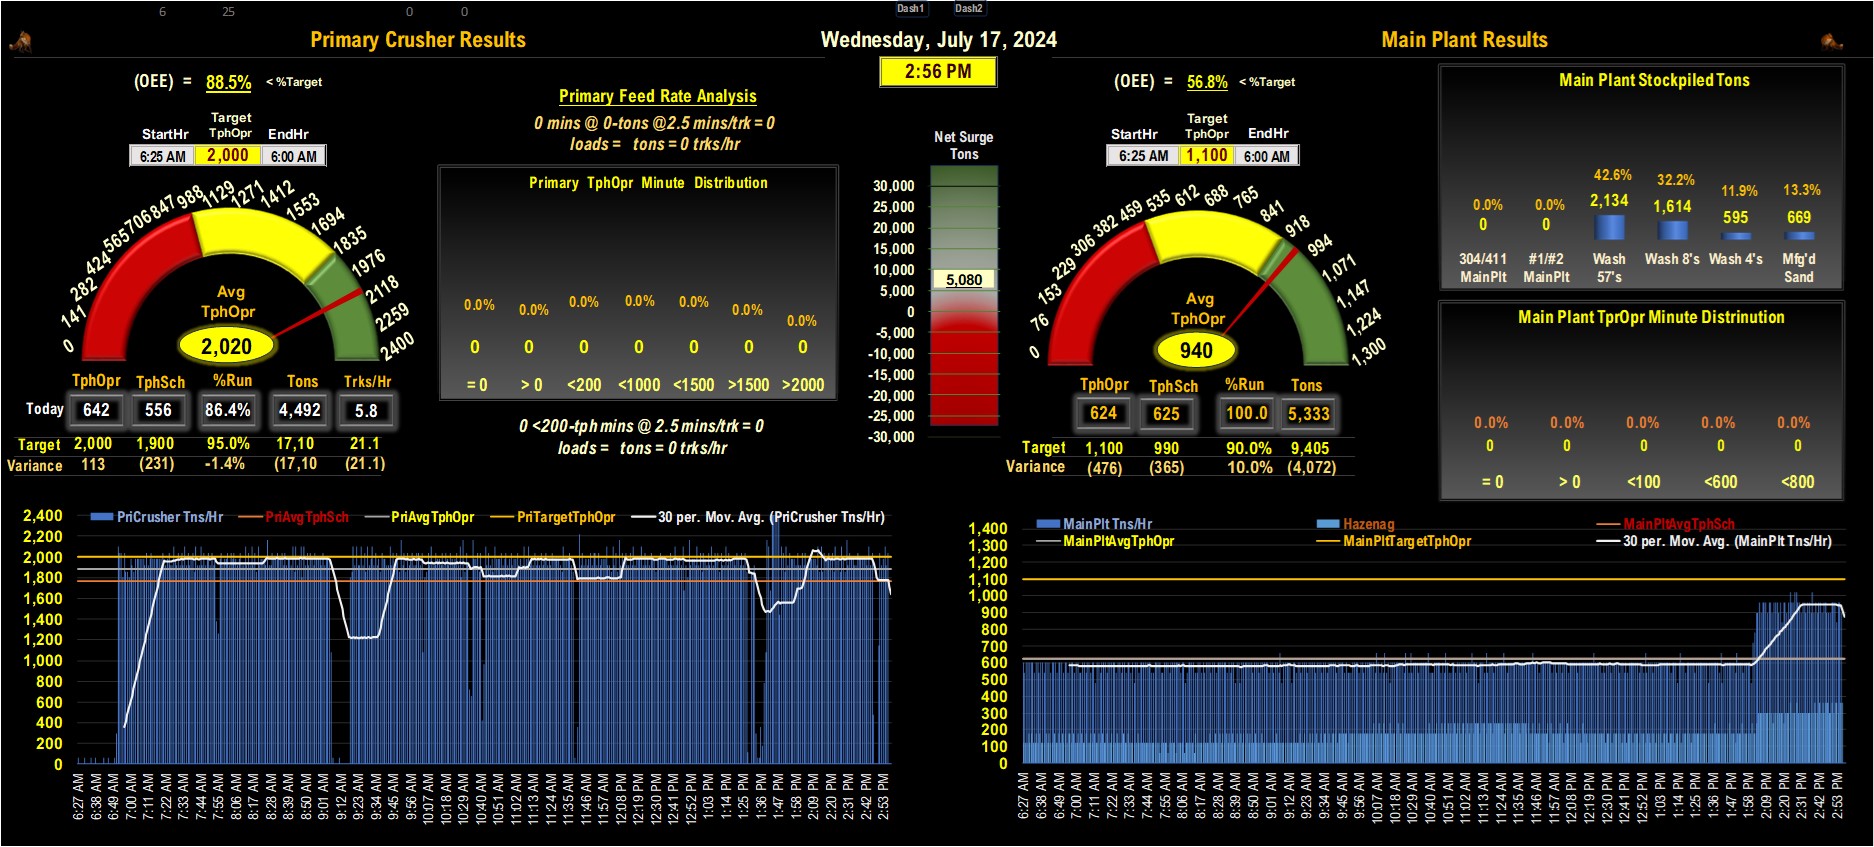 6 25 0 0 Dash1 Dash2
Primary Crusher Results
Wednesday, July 17, 2024
Main Plant Results
2:56 PM
(OEE) = 88.5% < %Target
Target
StartHr TphOpr EndHr
6:25 AM 2,000 6:00 AM
0 141 282 424 565 706 847 988 1129 1271 1412 1553 1694 1835 1976 2118 2259 2400
Avg
TphOpr
2,020
TphOpr TphSch %Run Tons Trks/Hr
Today 642 556 86.4% 4,492 5.8
Target 2,000 1,900 95.0% 17,10 21.1
Variance 113 (231) -1.4% (17,10 (21.1)
Primary Feed Rate Analysis
0 mins @ 0-tons @2.5 mins/trk = 0
loads = tons = 0 trks/hr
Primary TphOpr Minute Distribution
0.0% 0.0% 0.0% 0.0% 0.0% 0.0% 0.0%
0 0 0 0 0 0 0
= 0 > 0 <200 <1000 <1500 >1500 >2000
0 <200-tph mins @ 2.5 mins/trk = 0
loads = tons = 0 trks/hr
Net Surge
Tons
30,000
25,000
20,000
15,000
10,000
5,080
5,000
0
-5,000
-10,000
-15,000
-20,000
-25,000
-30,000
(OEE) = 56.8% < %Target
Target
StartHr TphOpr EndHr
6:25 AM 1,100 6:00 AM
0 76 153 229 306 382 459 535 612 688 765 841 918 994 1,071 1,147 1,224 1,300
Avg
TphOpr
940
TphOpr TphSch %Run Tons
624 625 100.0 5,333
Target 1,100 990 90.0% 9,405
Variance (476) (365) 10.0% (4,072)
Main Plant Stockpiled Tons
0.0% 0.0% 42.6% 32.2% 11.9% 13.3%
0 0 2,134 1,614 595 669
304/411 #1/#2 Wash Wash 8's Wash 4's Mfg'd
MainPlt MainPlt 57's Sand
Main Plant TprOpr Minute Distrinution
0.0% 0.0% 0.0% 0.0% 0.0%
0 0 0 0 0
= 0 > 0 <100 <600 <800
PriCrusher Tns/Hr PriAvgTphSch PriAvgTphOpr PriTargetTphOpr 30 per. Mov. Avg. (PriCrusher Tns/Hr)
2,400
2,200
2,000
1,800
1,600
1,400
1,200
1,000
800
600
400
200
0
6:27 AM 6:38 AM 6:49 AM 7:00 AM 7:11 AM 7:22 AM 7:33 AM 7:44 AM 7:55 AM 8:06 AM 8:17 AM 8:28 AM 8:39 AM 8:50 AM 9:01 AM 9:12 AM 9:23 AM 9:34 AM 9:45 AM 9:56 AM 10:07 AM 10:18 AM 10:29 AM 10:40 AM 10:51 AM 11:02 AM 11:13 AM 11:24 AM 11:35 AM 11:46 AM 11:57 AM 12:08 PM 12:19 PM 12:30 PM 12:41 PM 12:52 PM 1:03 PM 1:14 PM 1:25 PM 1:36 PM 1:47 PM 1:58 PM 2:09 PM 2:20 PM 2:31 PM 2:42 PM 2:53 PM
MainPlt Tns/Hr Hazenag MainPltAvgTphSch
MainPltAvgTphOpr MainPltTargetTphOpr 30 per. Mov. Avg. (MainPlt Tns/Hr)
1,400
1,300
1,200
1,100
1,000
900
800
700
600
500
400
300
200
100
0
6:27 AM 6:38 AM 6:49 AM 7:00 AM 7:11 AM 7:22 AM 7:33 AM 7:44 AM 7:55 AM 8:06 AM 8:17 AM 8:28 AM 8:39 AM 8:50 AM 9:01 AM 9:12 AM 9:23 AM 9:34 AM 9:45 AM 9:56 AM 10:07 AM 10:18 AM 10:29 AM 10:40 AM 10:51 AM 11:02 AM 11:13 AM 11:24 AM 11:35 AM 11:46 AM 11:57 AM 12:08 PM 12:19 PM 12:30 PM 12:41 PM 12:52 PM 1:03 PM 1:14 PM 1:25 PM 1:36 PM 1:47 PM 1:58 PM 2:09 PM 2:20 PM 2:31 PM 2:42 PM 2:53 PM